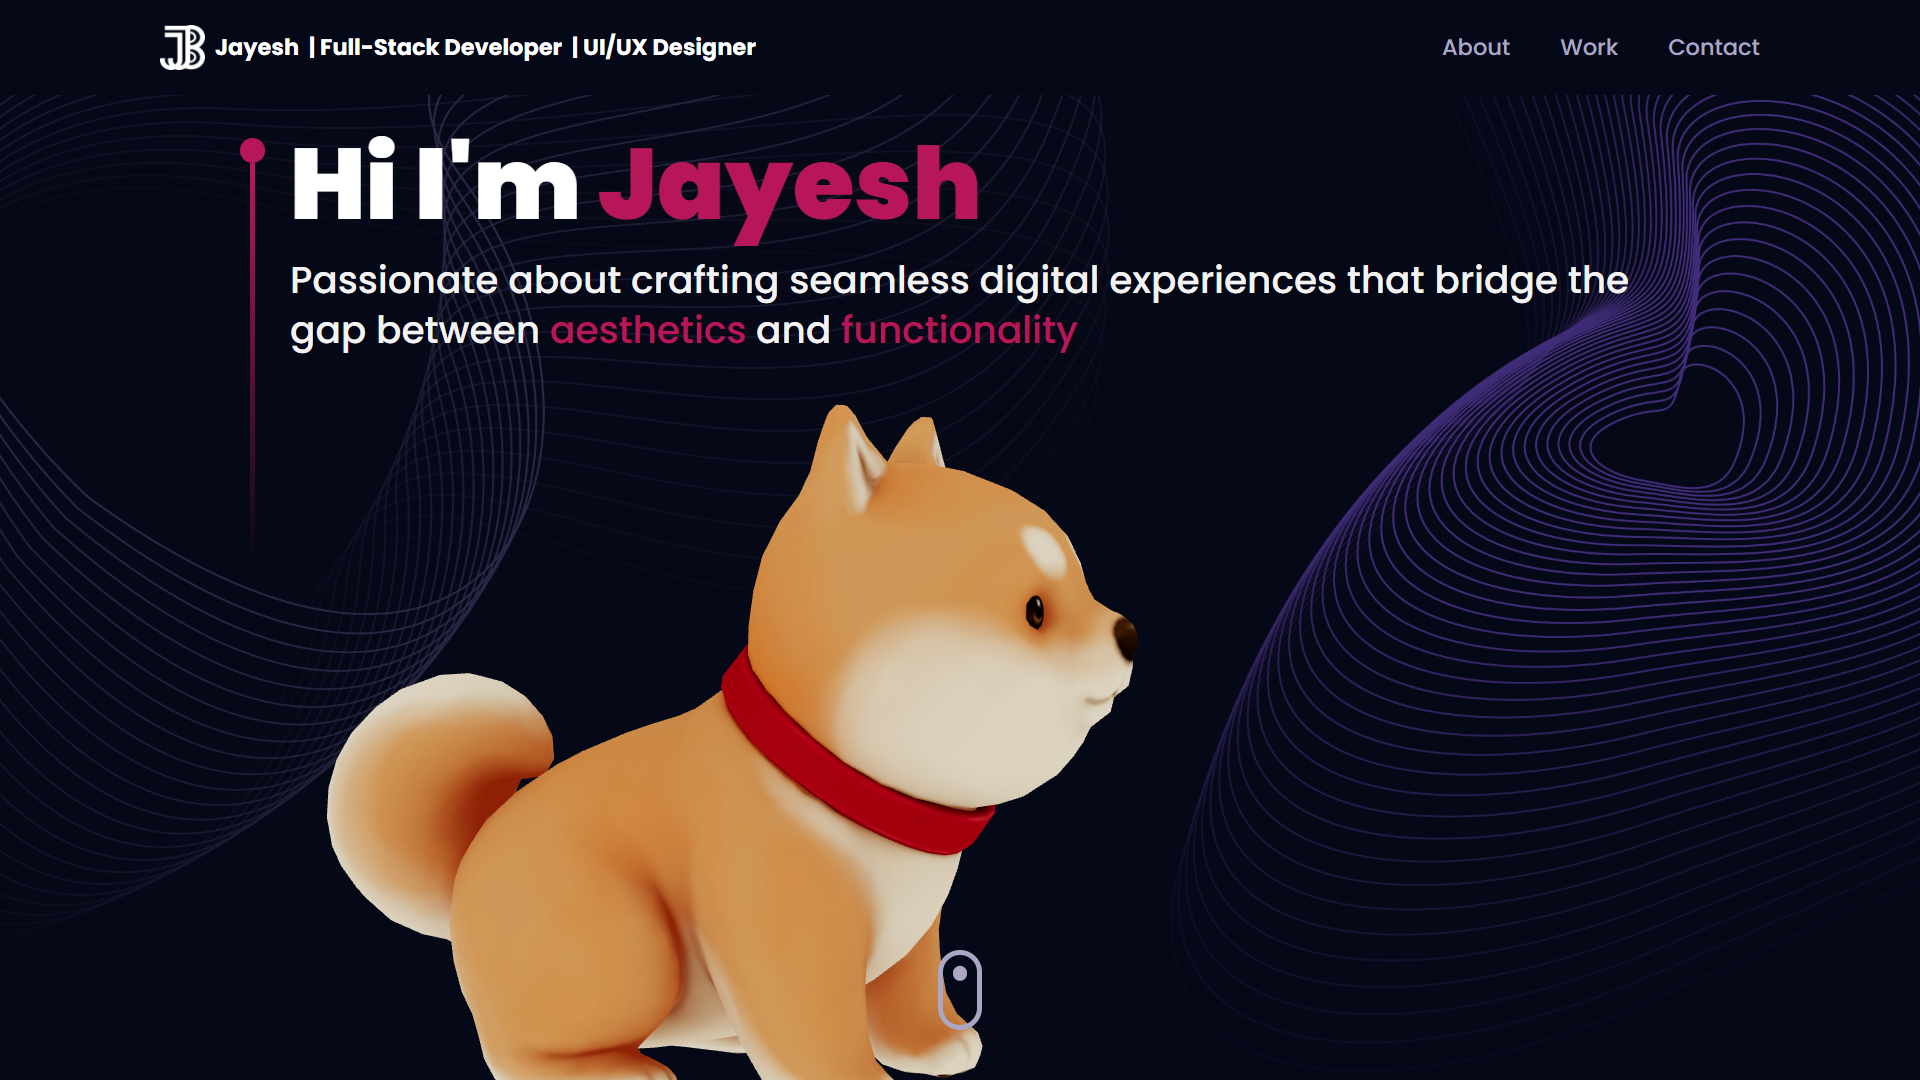 JB Jayesh | Full-Stack Developer | UI/UX Designer
About Work Contact
Hi I'm Jayesh
Passionate about crafting seamless digital experiences that bridge the
gap between aesthetics and functionality